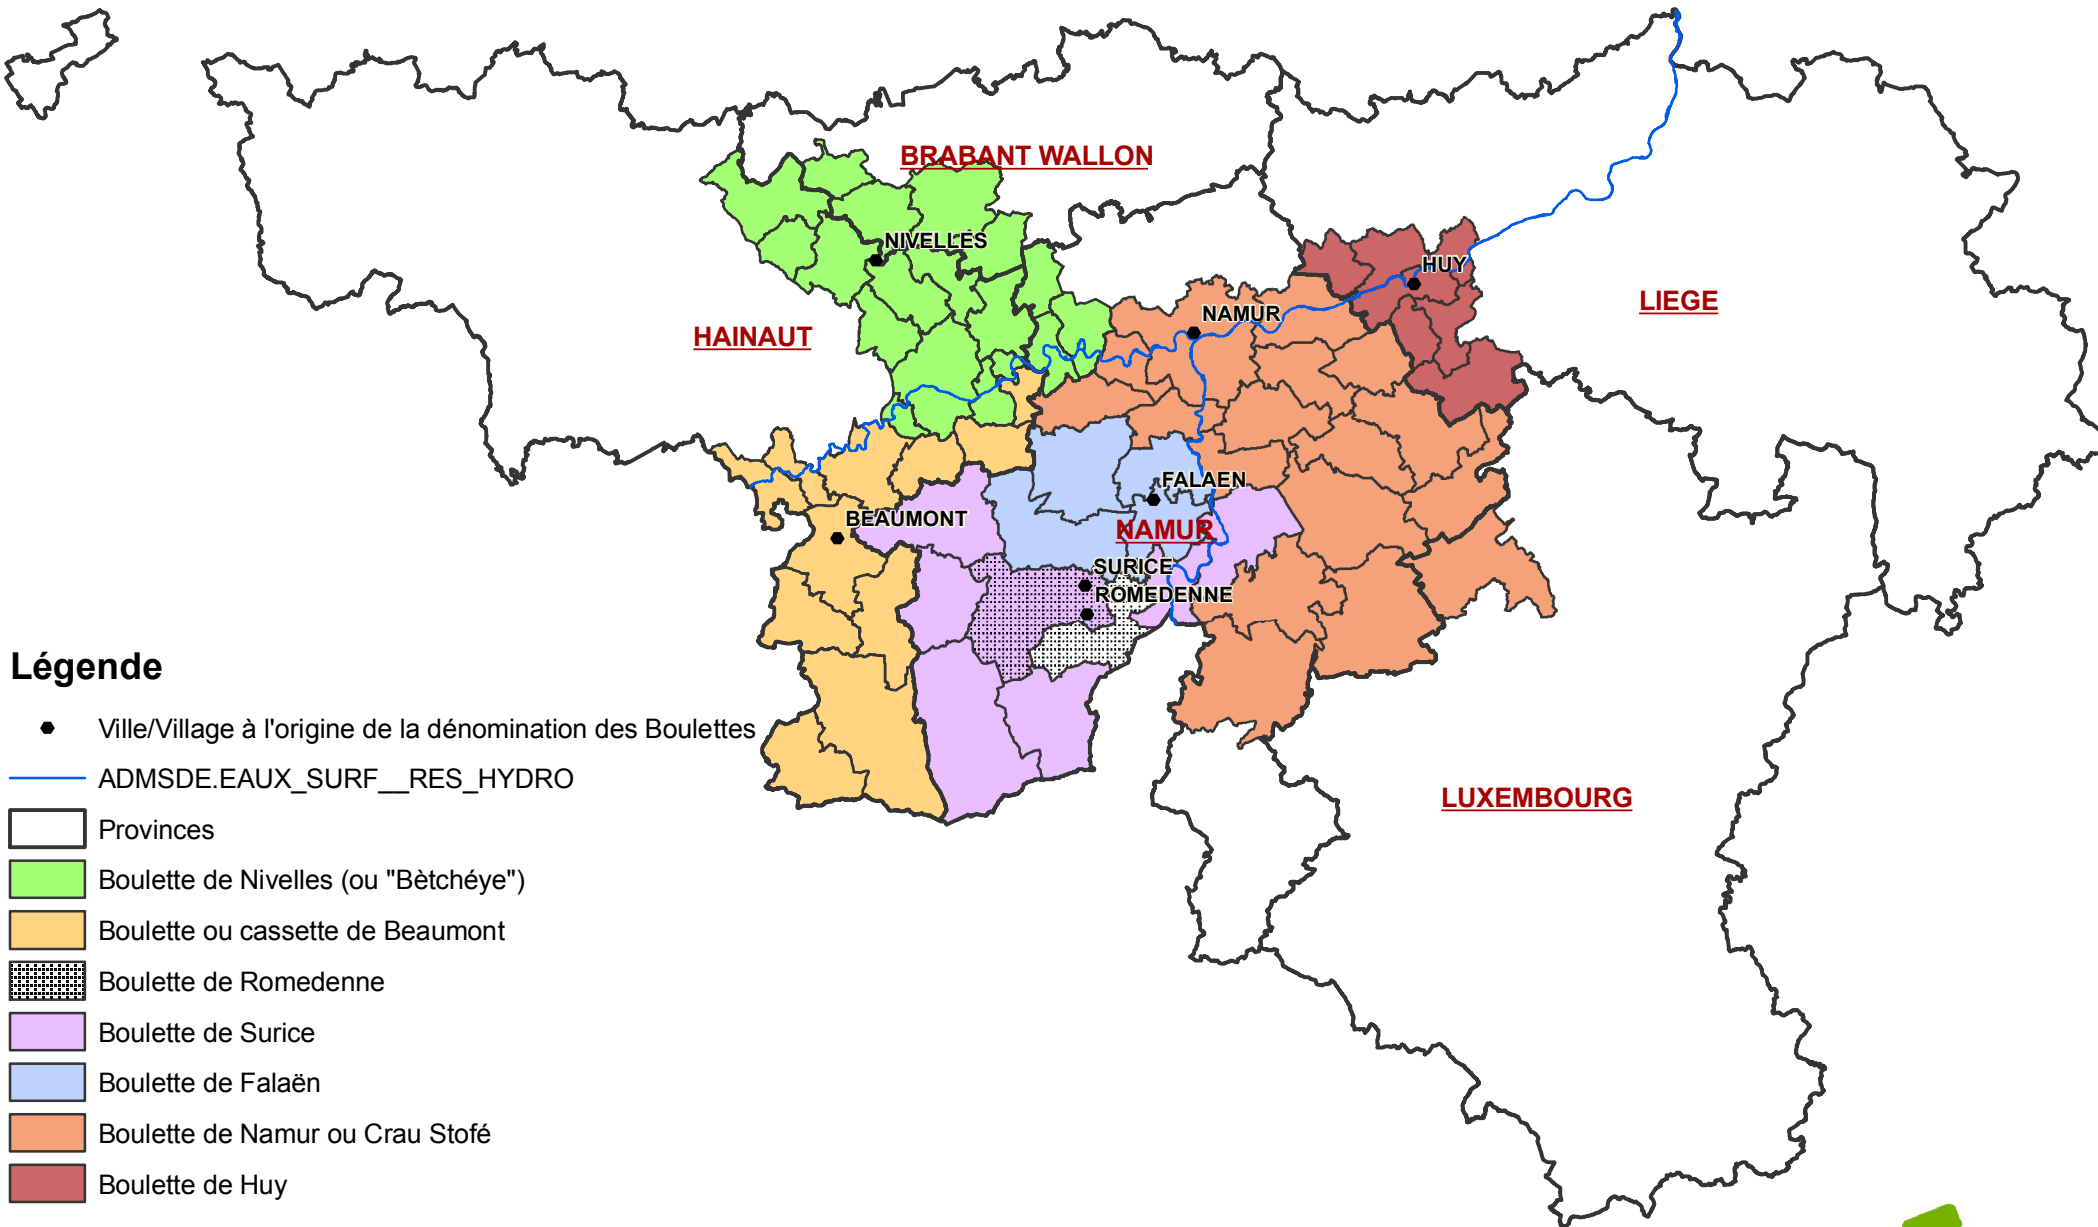 BRABANT WALLON
NIVELLES
HUY
LIEGE
NAMUR
HAINAUT
FALAEN
BEAUMONT
NAMUR
SURICE
ROMEDENNE
LUXEMBOURG
Légende
Ville/Village à l'origine de la dénomination des Boulettes
ADMSDE.EAUX_SURF__RES_HYDRO
Provinces
Boulette de Nivelles (ou "Bètchéye")
Boulette ou cassette de Beaumont
Boulette de Romedenne
Boulette de Surice
Boulette de Falaën
Boulette de Namur ou Crau Stofé
Boulette de Huy